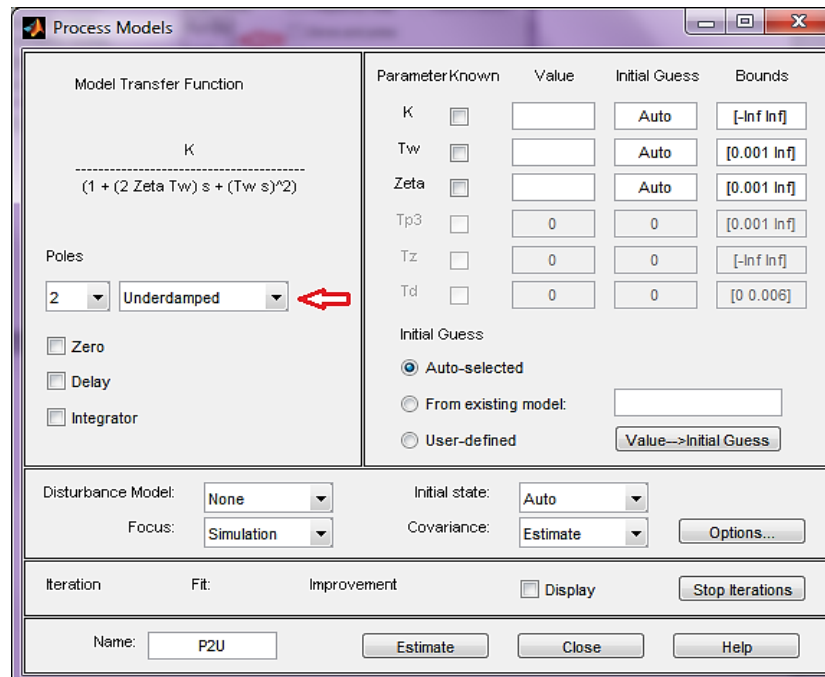 Process Models
Model Transfer Function
K
-------------------------------------------
(1 + (2 Zeta Tw) s + (Tw s)^2)
Poles
2 Underdamped
Zero
Delay
Integrator
Parameter Known Value Initial Guess Bounds
K Auto [-Inf Inf]
Tw Auto [0.001 Inf]
Zeta Auto [0.001 Inf]
Tp3 0 0 [0.001 Inf]
Tz 0 0 [-Inf Inf]
Td 0 0 [0 0.006]
Initial Guess
Auto-selected
From existing model:
User-defined Value-->Initial Guess
Disturbance Model: None Initial state: Auto
Focus: Simulation Covariance: Estimate Options...
Iteration Fit: Improvement Display Stop Iterations
Name: P2U Estimate Close Help